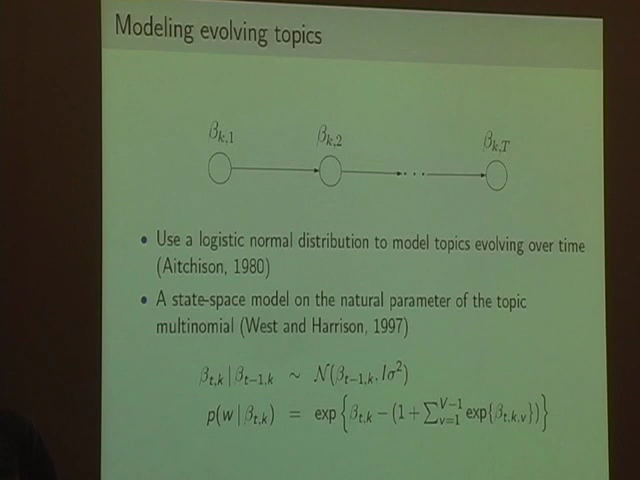 Modeling evolving topics
β_{k,1} β_{k,2} β_{k,T}
. . .
• Use a logistic normal distribution to model topics evolving over time
(Aitchison, 1980)
• A state-space model on the natural parameter of the topic
multinomial (West and Harrison, 1997)
β_{t,k} | β_{t−1,k} ∼ N(β_{t−1,k}, Iσ²)
p(w | β_{t,k}) = exp{β_{t,k} − (1 + ∑_{v=1}^{V−1} exp{β_{t,k,v}})}